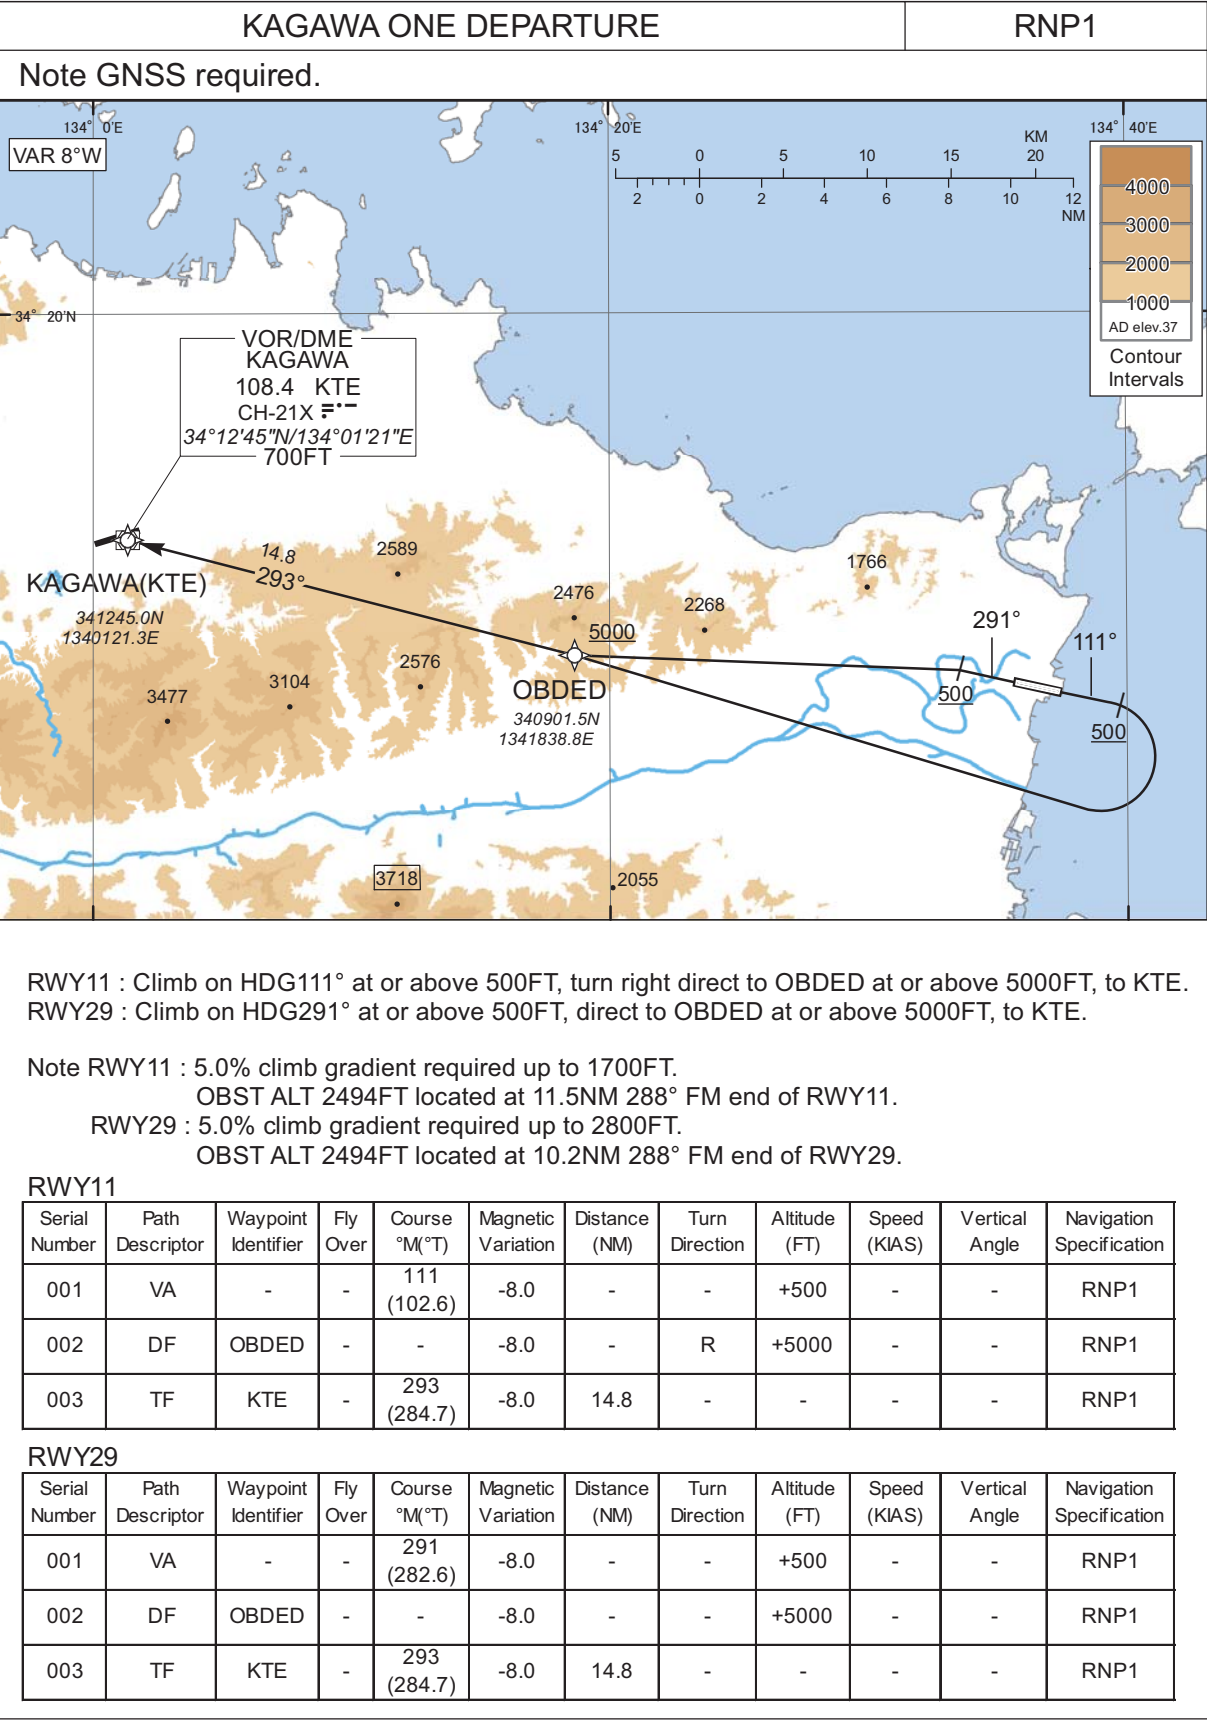 KAGAWA ONE DEPARTURE
RNP1
Note GNSS required.
134° 0'E
134° 20'E
134° 40'E
VAR 8°W
KM
5 0 5 10 15 20
2 0 2 4 6 8 10 12
NM
4000
3000
2000
1000
AD elev.37
Contour
Intervals
34° 20'N
VOR/DME
KAGAWA
108.4 KTE
CH-21X
34°12'45"N/134°01'21"E
700FT
14.8
293°
2589
1766
KAGAWA(KTE)
341245.0N
1340121.3E
2476
2268
5000
291°
111°
2576
OBDED
340901.5N
1341838.8E
3104
3477
500
500
3718
2055
RWY11 : Climb on HDG111° at or above 500FT, turn right direct to OBDED at or above 5000FT, to KTE.
RWY29 : Climb on HDG291° at or above 500FT, direct to OBDED at or above 5000FT, to KTE.
Note RWY11 : 5.0% climb gradient required up to 1700FT.
OBST ALT 2494FT located at 11.5NM 288° FM end of RWY11.
RWY29 : 5.0% climb gradient required up to 2800FT.
OBST ALT 2494FT located at 10.2NM 288° FM end of RWY29.
RWY11
Serial Path Waypoint Fly Course Magnetic Distance Turn Altitude Speed Vertical Navigation
Number Descriptor Identifier Over °M(°T) Variation (NM) Direction (FT) (KIAS) Angle Specification
001 VA - - 111 (102.6) -8.0 - - +500 - - RNP1
002 DF OBDED - - -8.0 - R +5000 - - RNP1
003 TF KTE - 293 (284.7) -8.0 14.8 - - - - RNP1
RWY29
Serial Path Waypoint Fly Course Magnetic Distance Turn Altitude Speed Vertical Navigation
Number Descriptor Identifier Over °M(°T) Variation (NM) Direction (FT) (KIAS) Angle Specification
001 VA - - 291 (282.6) -8.0 - - +500 - - RNP1
002 DF OBDED - - -8.0 - - +5000 - - RNP1
003 TF KTE - 293 (284.7) -8.0 14.8 - - - - RNP1